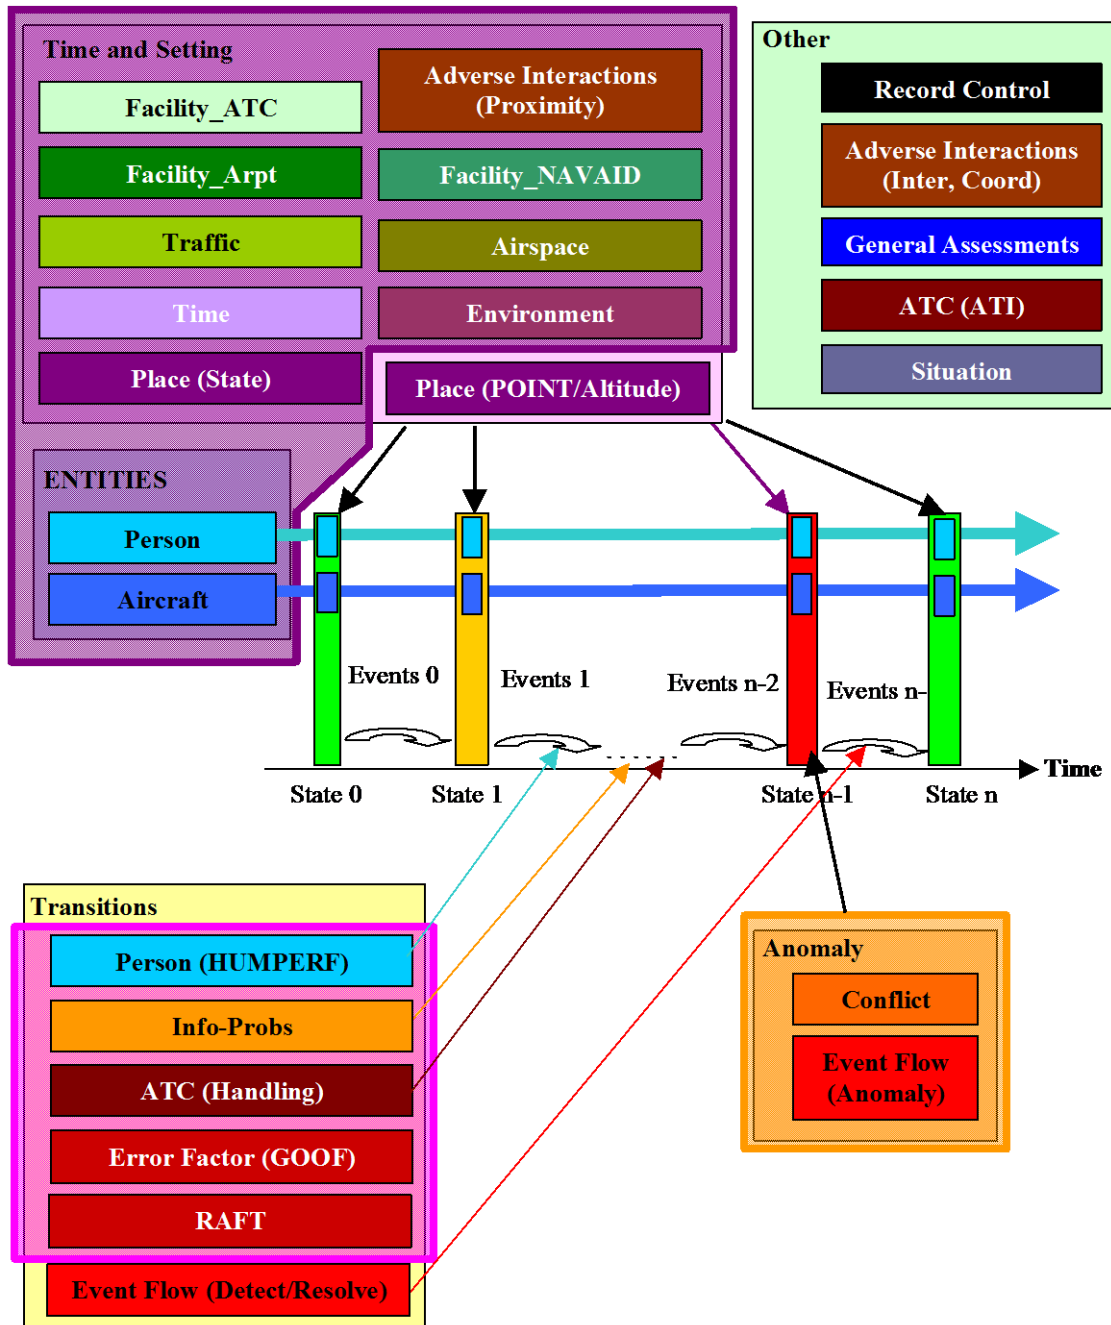 Time and Setting
Facility_ATC
Facility_Arpt
Traffic
Time
Place (State)
Adverse Interactions
(Proximity)
Facility_NAVAID
Airspace
Environment
Place (POINT/Altitude)
Other
Record Control
Adverse Interactions
(Inter, Coord)
General Assessments
ATC (ATI)
Situation
ENTITIES
Person
Aircraft
Events 0
Events 1
Events n-2
Events n-
Time
State 0
State 1
State n-1
State n
Transitions
Person (HUMPERF)
Info-Probs
ATC (Handling)
Error Factor (GOOF)
RAFT
Event Flow (Detect/Resolve)
Anomaly
Conflict
Event Flow
(Anomaly)